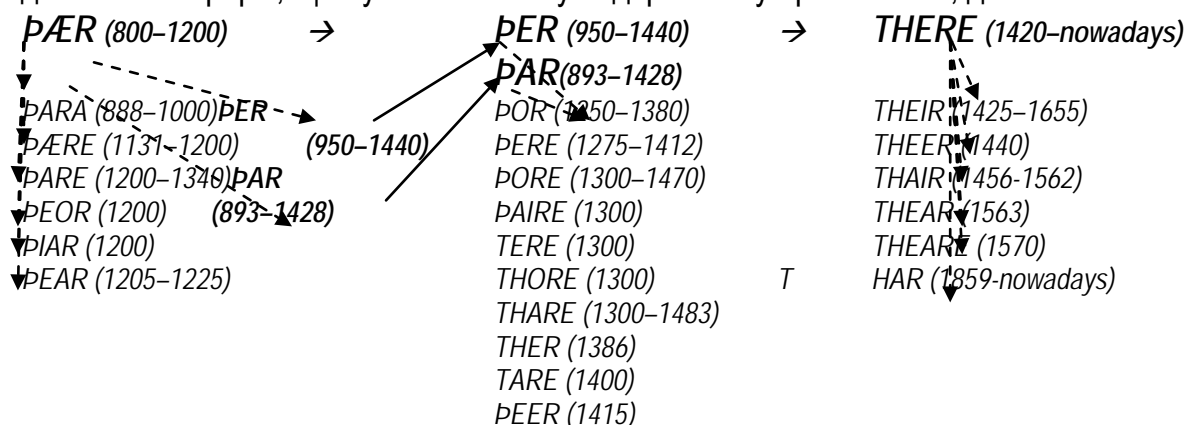 ÞÆR (800–1200) → ÞER (950–1440) → THERE (1420–nowadays)
ÞAR(893–1428)
ÞARA (888–1000)ÞER ÞOR (1250–1380) THEIR (1425–1655)
ÞÆRE (1131–1200) (950–1440) ÞERE (1275–1412) THEER (1440)
ÞARE (1200–1340)ÞAR ÞORE (1300–1470) THAIR (1456-1562)
ÞEOR (1200) (893–1428) ÞAIRE (1300) THEAR (1563)
ÞIAR (1200) TERE (1300) THEARE (1570)
ÞEAR (1205–1225) THORE (1300) T HAR (1859-nowadays)
THARE (1300–1483)
THER (1386)
TARE (1400)
ÞEER (1415)